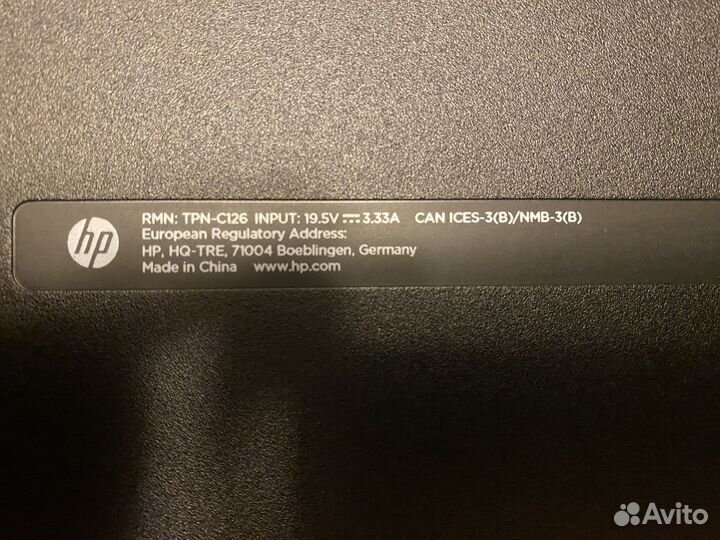 hp
RMN: TPN-C126 INPUT: 19.5V⎓3.33A CAN ICES-3(B)/NMB-3(B)
European Regulatory Address:
HP, HQ-TRE, 71004 Boeblingen, Germany
Made in China www.hp.com
Avito